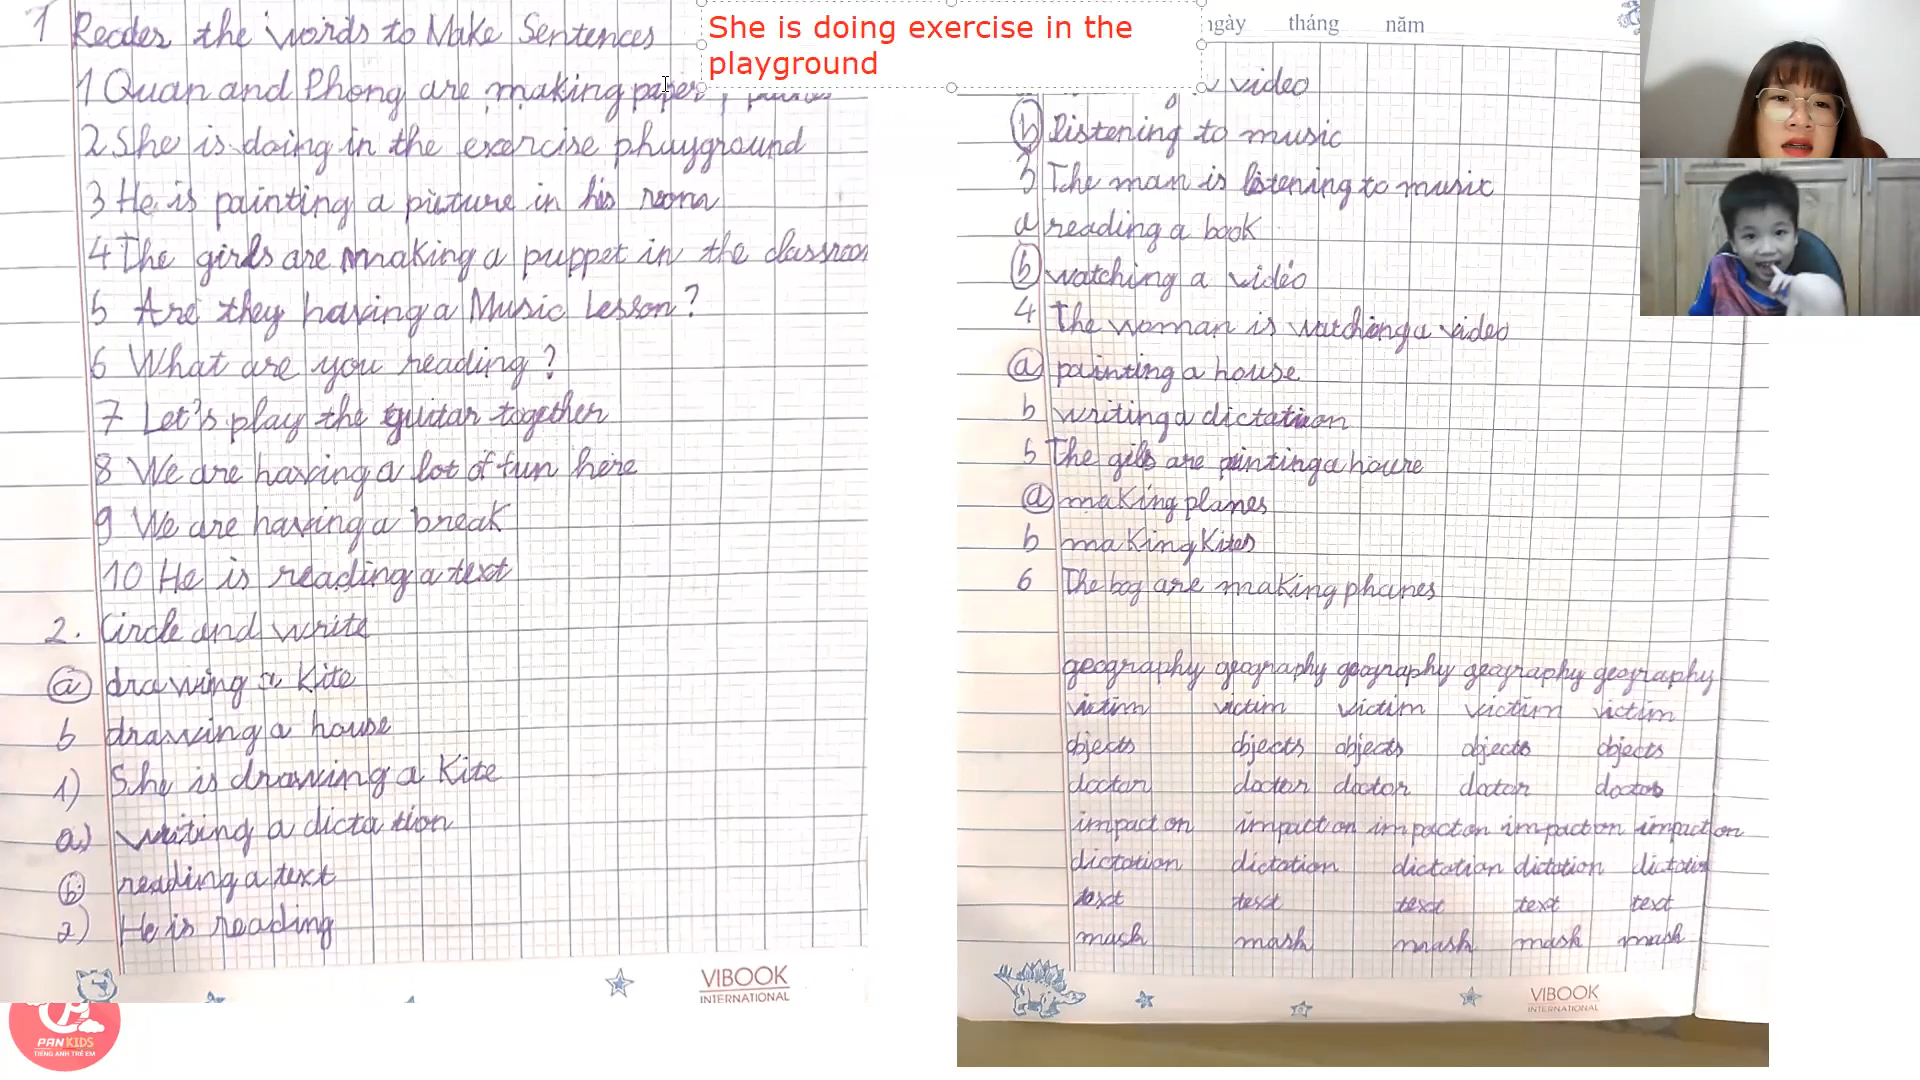 She is doing exercise in the
playground
1 Reoder the words to Make Sentences
1 Quan and Phong are making paper
2 She is doing in the exercise phayground
3 He is painting a picture in his room
4 The girls are making a puppet in the classroom
5 Are they having a Music Lesson?
6 What are you reading?
7 Let's play the guitar together
8 We are having a lot of fun here
9 We are having a break
10 He is reading a text
2. Circle and write
a drawing a Kite
b drawing a house
1) She is drawing a Kite
a) writing a dictation
b reading a text
2) He is reading
VIBOOK
INTERNATIONAL
PANKIDS
TIẾNG ANH TRẺ EM
ngày tháng năm
video
b listening to music
3 The man is listening to music
a reading a book
b watching a video
4 The woman is watching a video
a painting a house
b writing a dictation
5 The gils are painting a house
a making planes
b making Kites
6 The boy are making phanes
geography geography geography geography geography
victim victim victim victim victim
objects objects objects objects objects
doctor doctor doctor doctor doctor
impact on impact on impact on impact on impact on
dictation dictation dictation dictation dictation
text text text text text
mask mask mask mask mask
VIBOOK
INTERNATIONAL